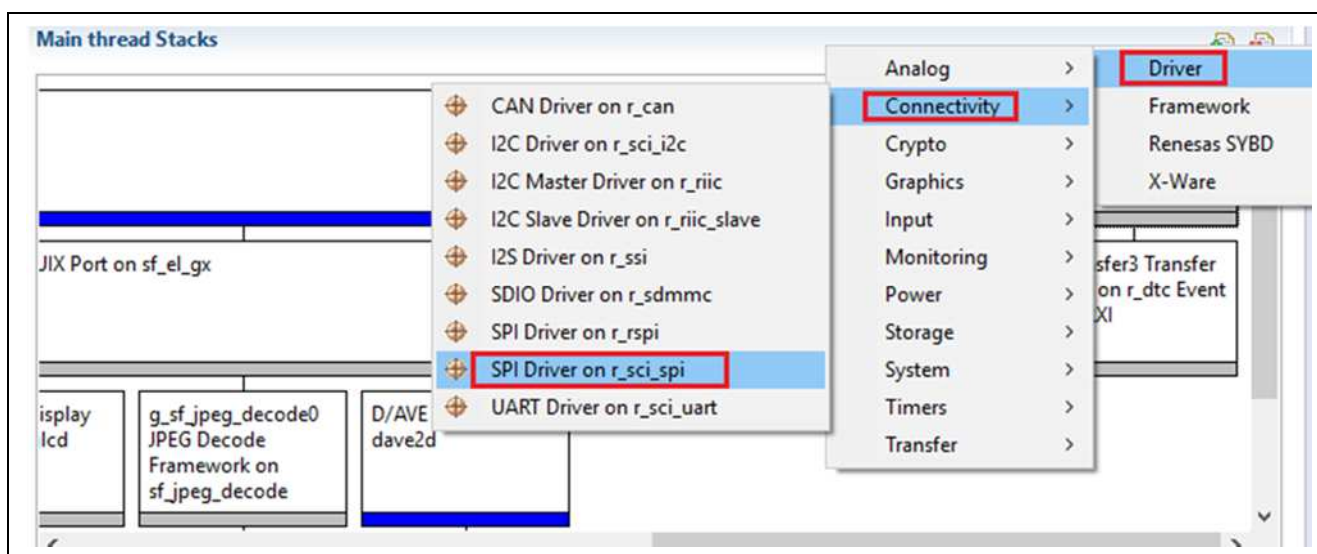 Main thread Stacks
Driver
Framework
Renesas SYBD
X-Ware
Analog
Connectivity
Crypto
Graphics
Input
Monitoring
Power
Storage
System
Timers
Transfer
CAN Driver on r_can
I2C Driver on r_sci_i2c
I2C Master Driver on r_riic
I2C Slave Driver on r_riic_slave
I2S Driver on r_ssi
SDIO Driver on r_sdmmc
SPI Driver on r_rspi
SPI Driver on r_sci_spi
UART Driver on r_sci_uart
JIX Port on sf_el_gx
sfer3 Transfer
on r_dtc Event
XI
isplay
lcd
g_sf_jpeg_decode0
JPEG Decode
Framework on
sf_jpeg_decode
D/AVE
dave2d